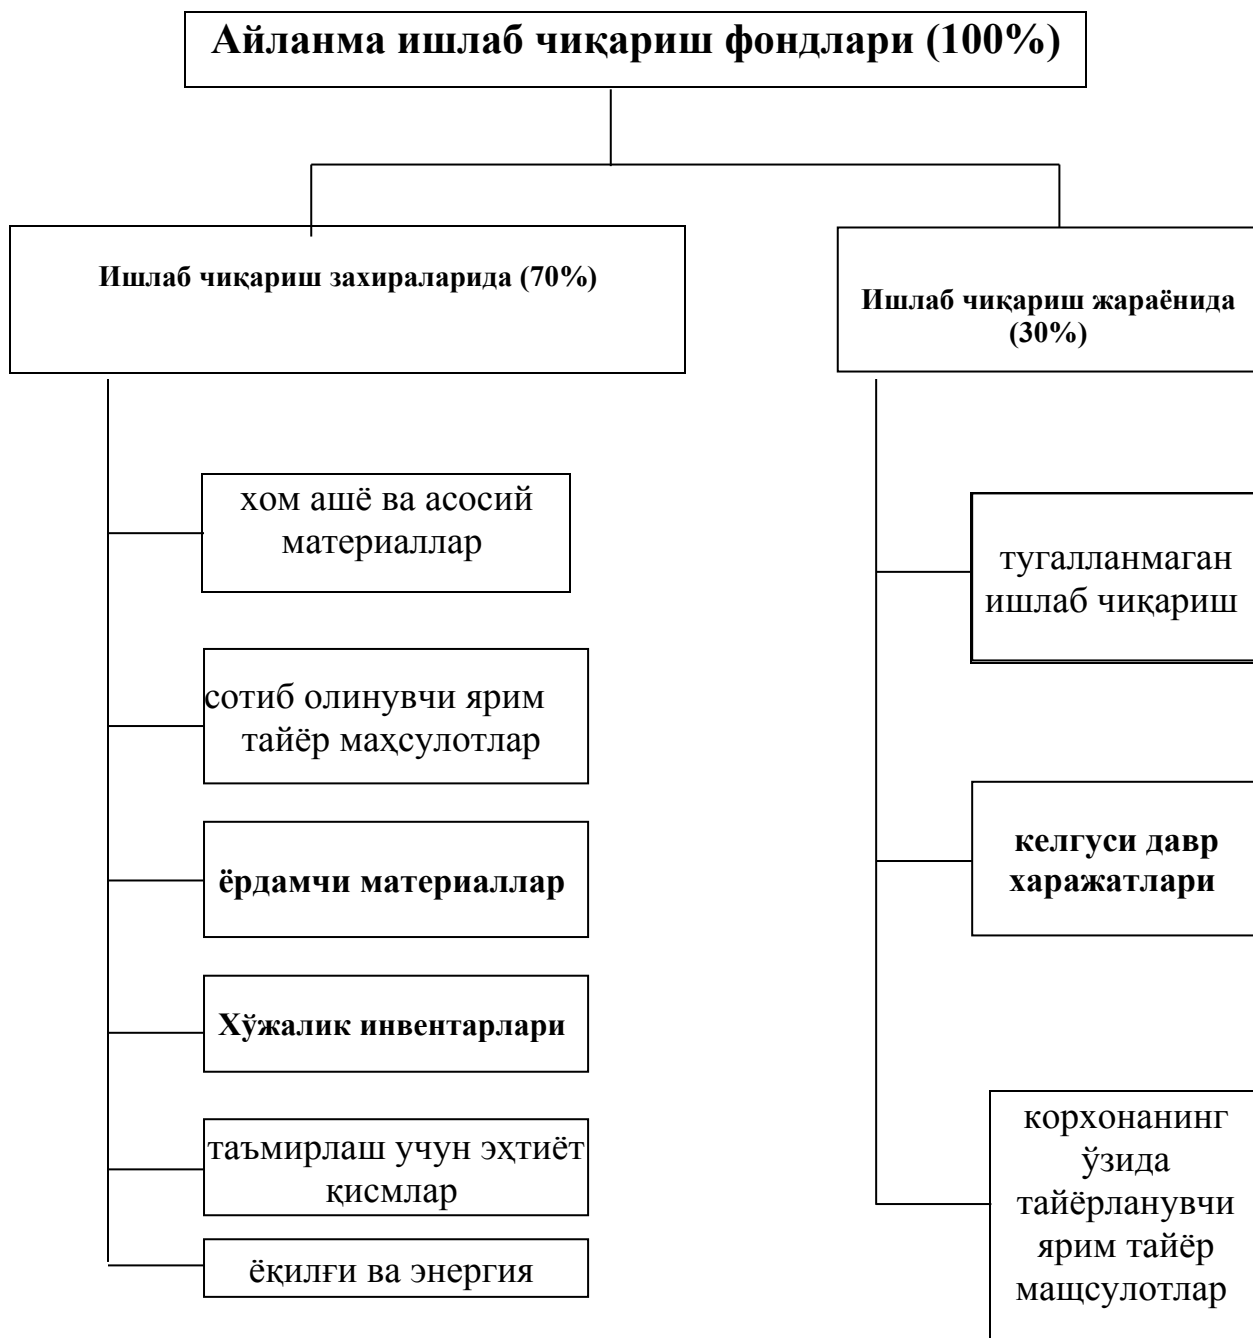 Айланма ишлаб чиқариш фондлари (100%)
Ишлаб чиқариш захираларида (70%)
Ишлаб чиқариш жараёнида
(30%)
хом ашё ва асосий
материаллар
сотиб олинувчи ярим
тайёр маҳсулотлар
ёрдамчи материаллар
Хўжалик инвентарлари
таъмирлаш учун эҳтиёт
қисмлар
ёқилғи ва энергия
тугалланмаган
ишлаб чиқариш
келгуси давр
харажатлари
корхонанинг
ўзида
тайёрланувчи
ярим тайёр
мащсулотлар